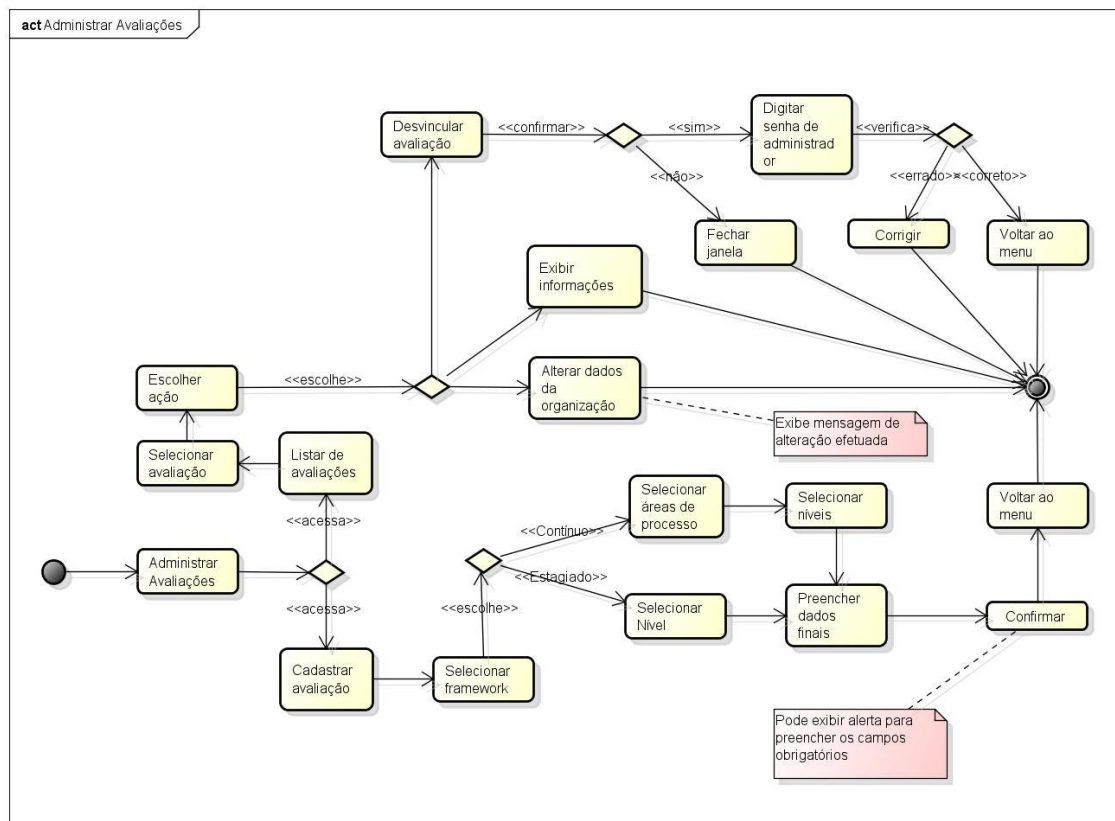 act Administrar Avaliações
Desvincular
avaliação
<<confirmar>>
<<sim>>
Digitar
senha de
administrad
or
<<verifica>>
<<não>>
<<errado>>
<<correto>>
Fechar
janela
Corrigir
Voltar ao
menu
Exibir
informações
Escolher
ação
<<escolhe>>
Alterar dados
da
organização
Exibe mensagem de
alteração efetuada
Selecionar
avaliação
Listar de
avaliações
<<acessa>>
Administrar
Avaliações
<<acessa>>
Cadastrar
avaliação
Selecionar
framework
<<escolhe>>
<<Contínuo>>
<<Estagiado>>
Selecionar
áreas de
processo
Selecionar
níveis
Selecionar
Nível
Preencher
dados
finais
Voltar ao
menu
Confirmar
Pode exibir alerta para
preencher os campos
obrigatórios